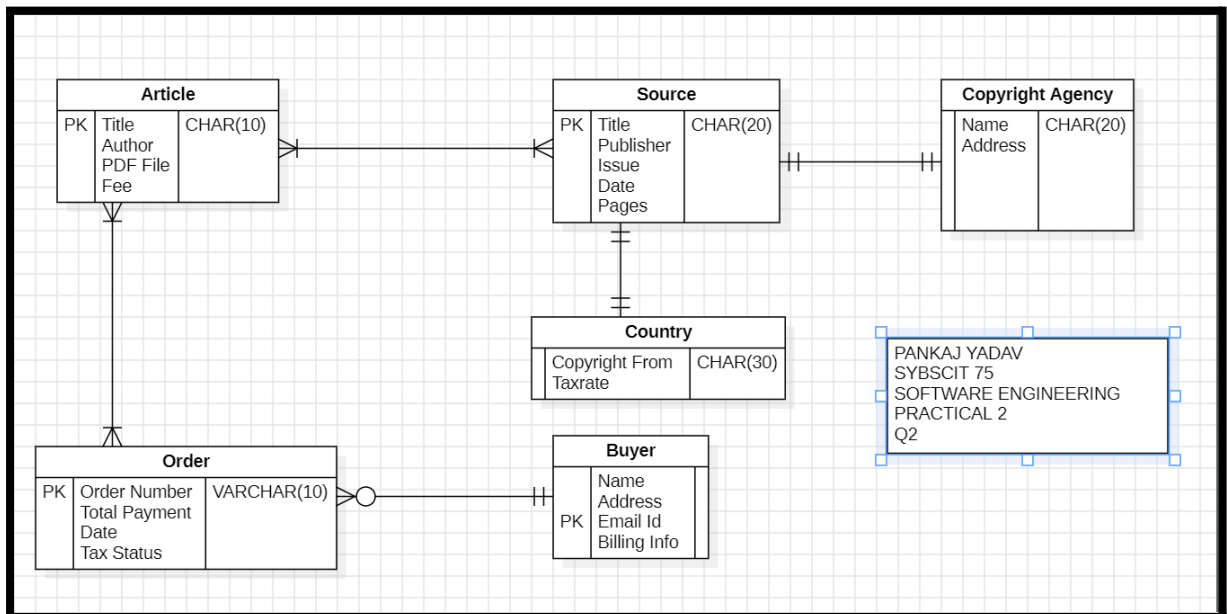 Article
PK Title CHAR(10)
Author
PDF File
Fee
Source
PK Title CHAR(20)
Publisher
Issue
Date
Pages
Copyright Agency
Name CHAR(20)
Address
Country
Copyright From CHAR(30)
Taxrate
PANKAJ YADAV
SYBSCIT 75
SOFTWARE ENGINEERING
PRACTICAL 2
Q2
Order
PK Order Number VARCHAR(10)
Total Payment
Date
Tax Status
Buyer
Name
Address
PK Email Id
Billing Info